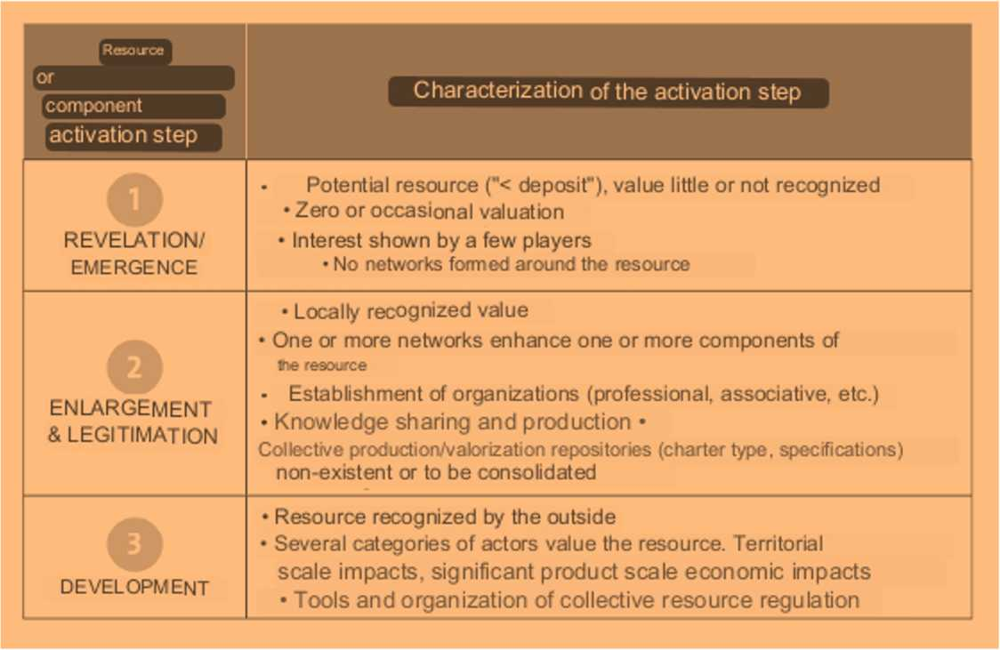 Resource
or
component
activation step
Characterization of the activation step
1
REVELATION/
EMERGENCE
• Potential resource ("< deposit"), value little or not recognized
• Zero or occasional valuation
• Interest shown by a few players
• No networks formed around the resource
2
ENLARGEMENT
& LEGITIMATION
• Locally recognized value
• One or more networks enhance one or more components of
the resource
• Establishment of organizations (professional, associative, etc.)
• Knowledge sharing and production •
Collective production/valorization repositories (charter type, specifications)
non-existent or to be consolidated
3
DEVELOPMENT
• Resource recognized by the outside
• Several categories of actors value the resource. Territorial
scale impacts, significant product scale economic impacts
• Tools and organization of collective resource regulation